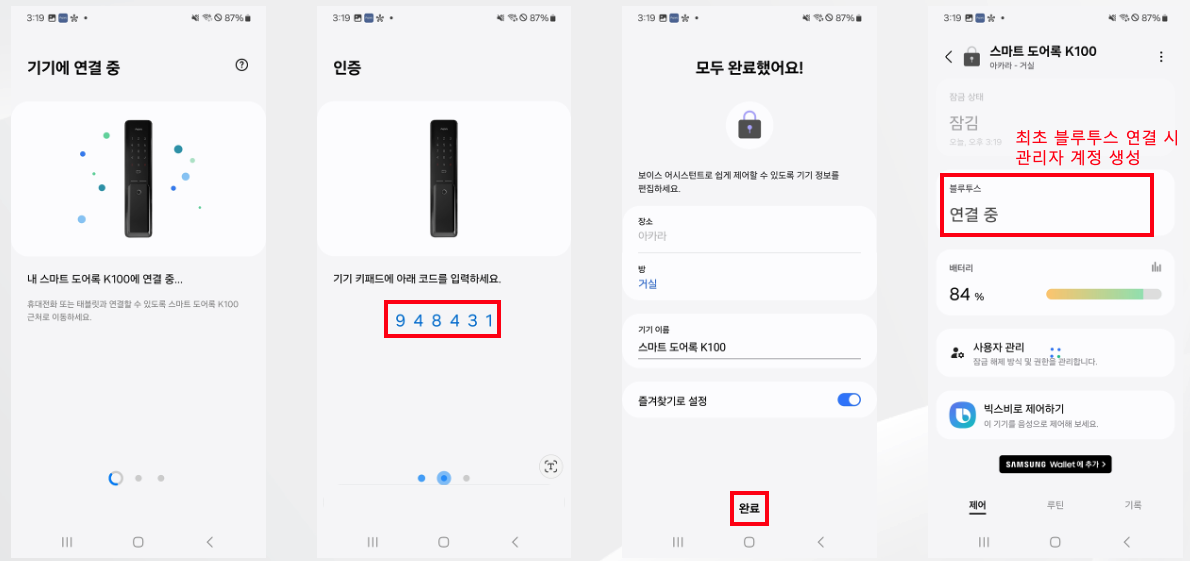 3:19
87%
기기에 연결 중
내 스마트 도어록 K100에 연결 중...
휴대전화 또는 태블릿과 연결할 수 있도록 스마트 도어록 K100
근처로 이동하세요.
3:19
87%
인증
기기 키패드에 아래 코드를 입력하세요.
9 4 8 4 3 1
3:19
87%
모두 완료했어요!
보이스 어시스턴트로 쉽게 제어할 수 있도록 기기 정보를
편집하세요.
장소
아카라
방
거실
기기 이름
스마트 도어록 K100
즐겨찾기로 설정
완료
3:19
87%
스마트 도어록 K100
아카라 - 거실
잠금 상태
잠김
오늘, 오후 3:19
최초 블루투스 연결 시
관리자 계정 생성
블루투스
연결 중
배터리
84 %
사용자 관리
잠금 해제 방식 및 권한을 관리합니다.
빅스비로 제어하기
이 기기를 음성으로 제어해 보세요.
SAMSUNG Wallet에 추가 >
제어
루틴
기록